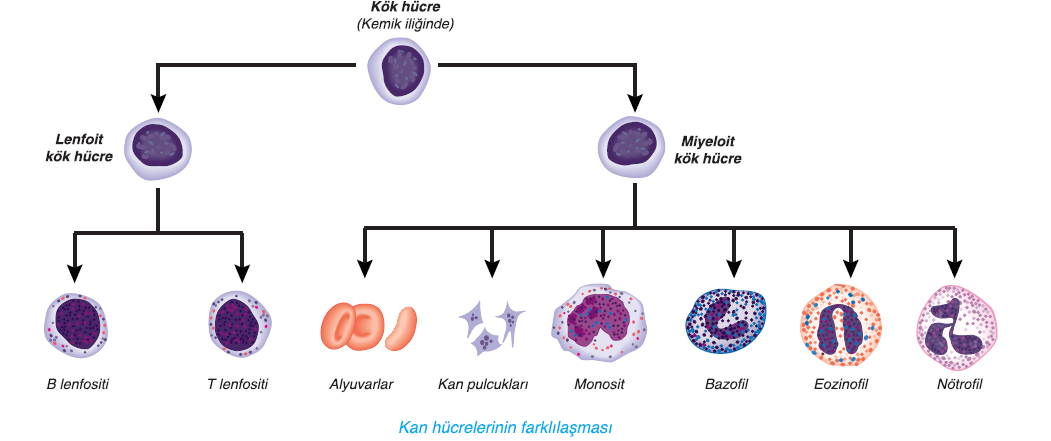 Kök hücre
(Kemik iliğinde)
Lenfoit
kök hücre
Miyeloit
kök hücre
B lenfositi
T lenfositi
Alyuvarlar
Kan pulcukları
Monosit
Bazofil
Eozinofil
Nötrofil
Kan hücrelerinin farklılaşması